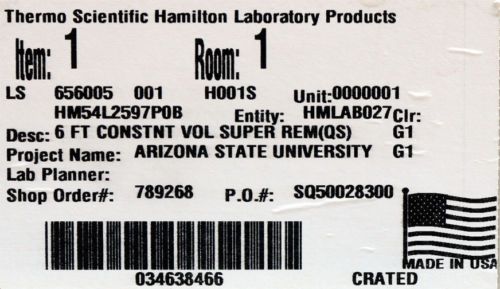 Thermo Scientific Hamilton Laboratory Products
Item: 1 Room: 1
LS 656005 001 H001S Unit:0000001
HM54L2597P0B Entity: HMLAB027 Clr:
Desc: 6 FT CONSTNT VOL SUPER REM(QS) G1
Project Name: ARIZONA STATE UNIVERSITY G1
Lab Planner:
Shop Order#: 789268 P.O.#: SQ50028300
MADE IN USA
034638466 CRATED